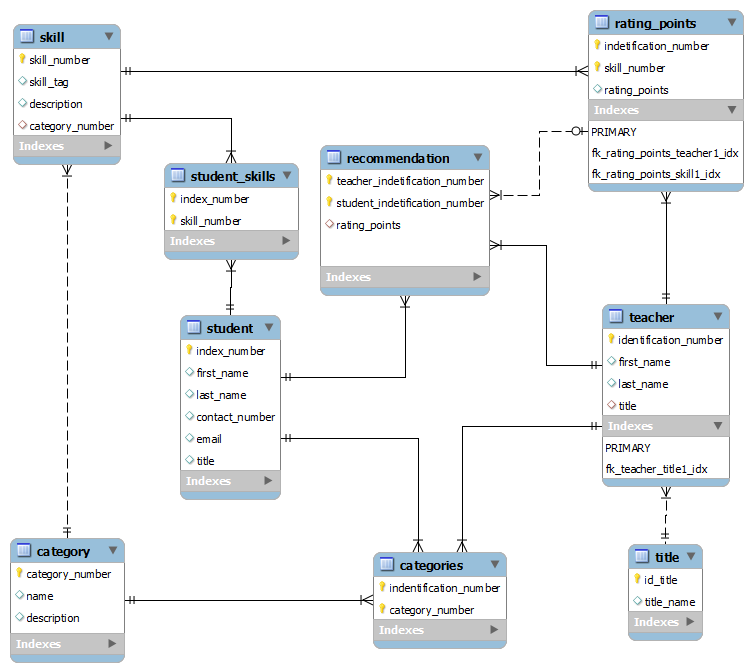 skill
skill_number
skill_tag
description
category_number
Indexes
student_skills
index_number
skill_number
Indexes
student
index_number
first_name
last_name
contact_number
email
title
Indexes
recommendation
teacher_indetification_number
student_indetification_number
rating_points
Indexes
rating_points
indetification_number
skill_number
rating_points
Indexes
PRIMARY
fk_rating_points_teacher1_idx
fk_rating_points_skill1_idx
teacher
identification_number
first_name
last_name
title
Indexes
PRIMARY
fk_teacher_title1_idx
category
category_number
name
description
Indexes
categories
indentification_number
category_number
Indexes
title
id_title
title_name
Indexes